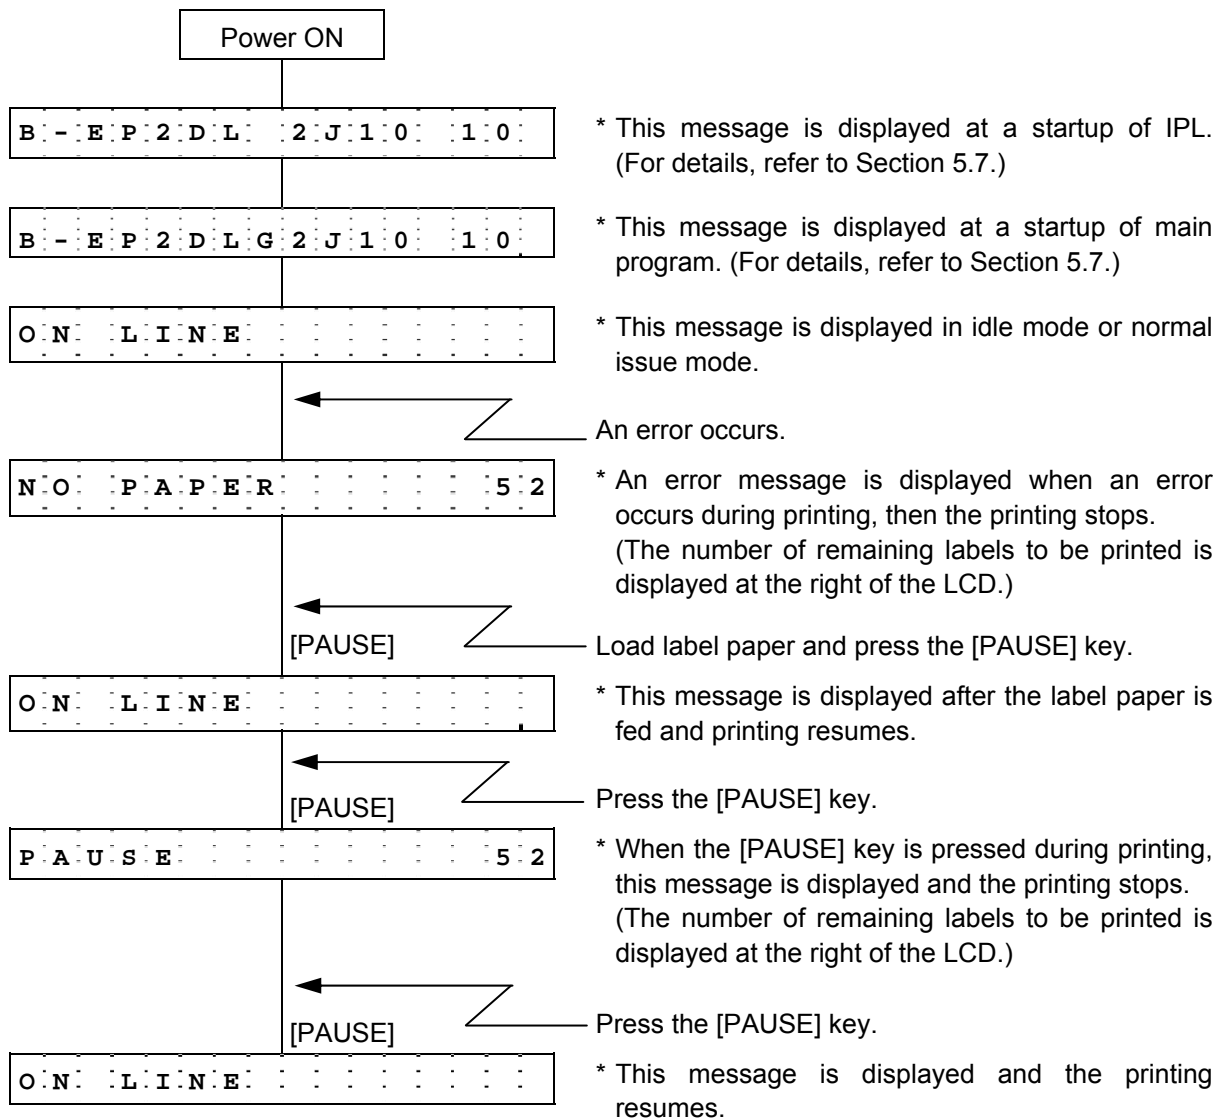 Power ON
B-EP2DL 2J10 10
* This message is displayed at a startup of IPL.
(For details, refer to Section 5.7.)
B-EP2DLG2J10 10
* This message is displayed at a startup of main
program. (For details, refer to Section 5.7.)
ON LINE
* This message is displayed in idle mode or normal
issue mode.
An error occurs.
NO PAPER 52
* An error message is displayed when an error
occurs during printing, then the printing stops.
(The number of remaining labels to be printed is
displayed at the right of the LCD.)
[PAUSE]
Load label paper and press the [PAUSE] key.
ON LINE
* This message is displayed after the label paper is
fed and printing resumes.
[PAUSE]
Press the [PAUSE] key.
PAUSE 52
* When the [PAUSE] key is pressed during printing,
this message is displayed and the printing stops.
(The number of remaining labels to be printed is
displayed at the right of the LCD.)
[PAUSE]
Press the [PAUSE] key.
ON LINE
* This message is displayed and the printing
resumes.